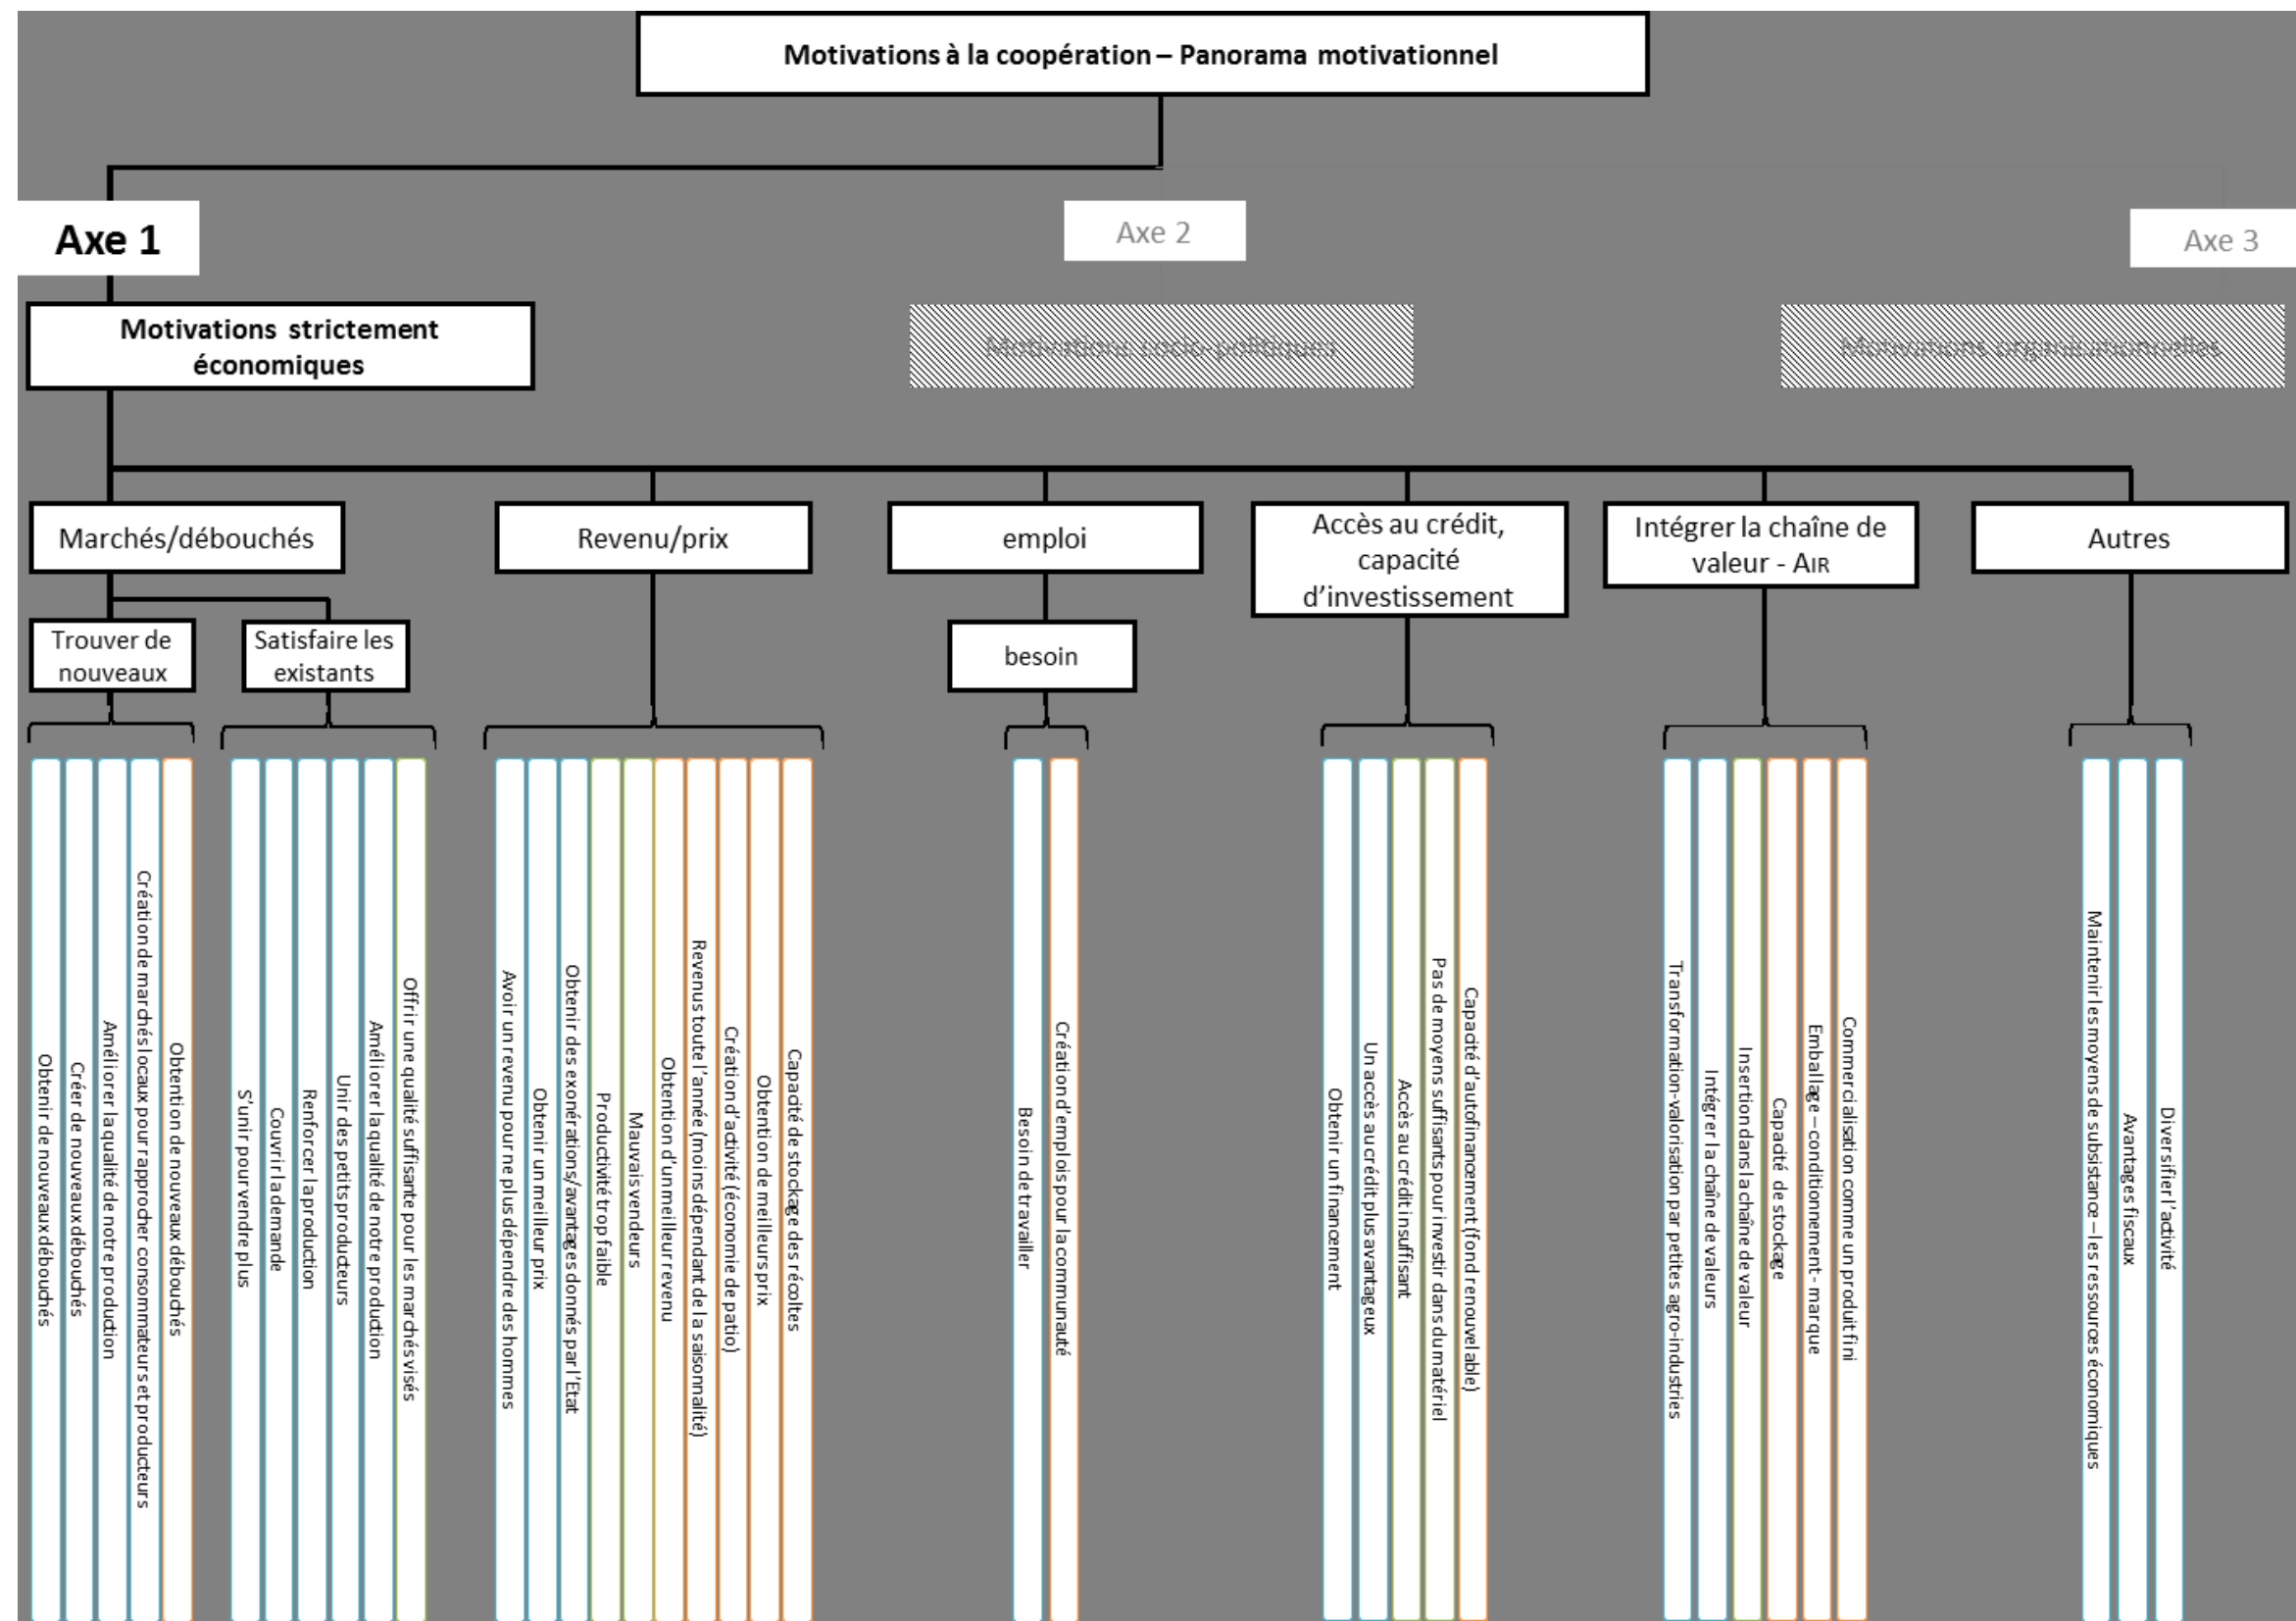 Motivations à la coopération – Panorama motivationnel
Axe 1
Axe 2
Axe 3
Motivations strictement
économiques
Motivations socio-politiques
Motivations organisationnelles
Marchés/débouchés
Revenu/prix
emploi
Accès au crédit,
capacité
d’investissement
Intégrer la chaîne de
valeur - AIR
Autres
Trouver de
nouveaux
Satisfaire les
existants
besoin
Obtenir de nouveaux débouchés
Créer de nouveaux débouchés
Améliorer la qualité de notre production
Création de marchés locaux pour rapprocher consommateurs et producteurs
Obtention de nouveaux débouchés
S’unir pour vendre plus
Couvrir la demande
Renforcer la production
Unir des petits producteurs
Améliorer la qualité de notre production
Offrir une qualité suffisante pour les marchés visés
Avoir un revenu pour ne plus dépendre des hommes
Obtenir un meilleur prix
Obtenir des exonérations/avantages donnés par l’Etat
Productivité trop faible
Mauvais vendeurs
Obtention d’un meilleur revenu
Revenus toute l’année (moins dépendant de la saisonnalité)
Création d’activité (économie de patio)
Obtention de meilleurs prix
Capacité de stockage des récoltes
Besoin de travailler
Création d’emplois pour la communauté
Obtenir un financement
Un accès au crédit plus avantageux
Accès au crédit insuffisant
Pas de moyens suffisants pour investir dans du matériel
Capacité d’autofinancement (fond renouvelable)
Transformation-valorisation par petites agro-industries
Intégrer la chaîne de valeurs
Insertion dans la chaîne de valeur
Capacité de stockage
Emballage – conditionnement - marque
Commercialisation comme un produit fini
Maintenir les moyens de subsistance – les ressources économiques
Avantages fiscaux
Diversifier l’activité